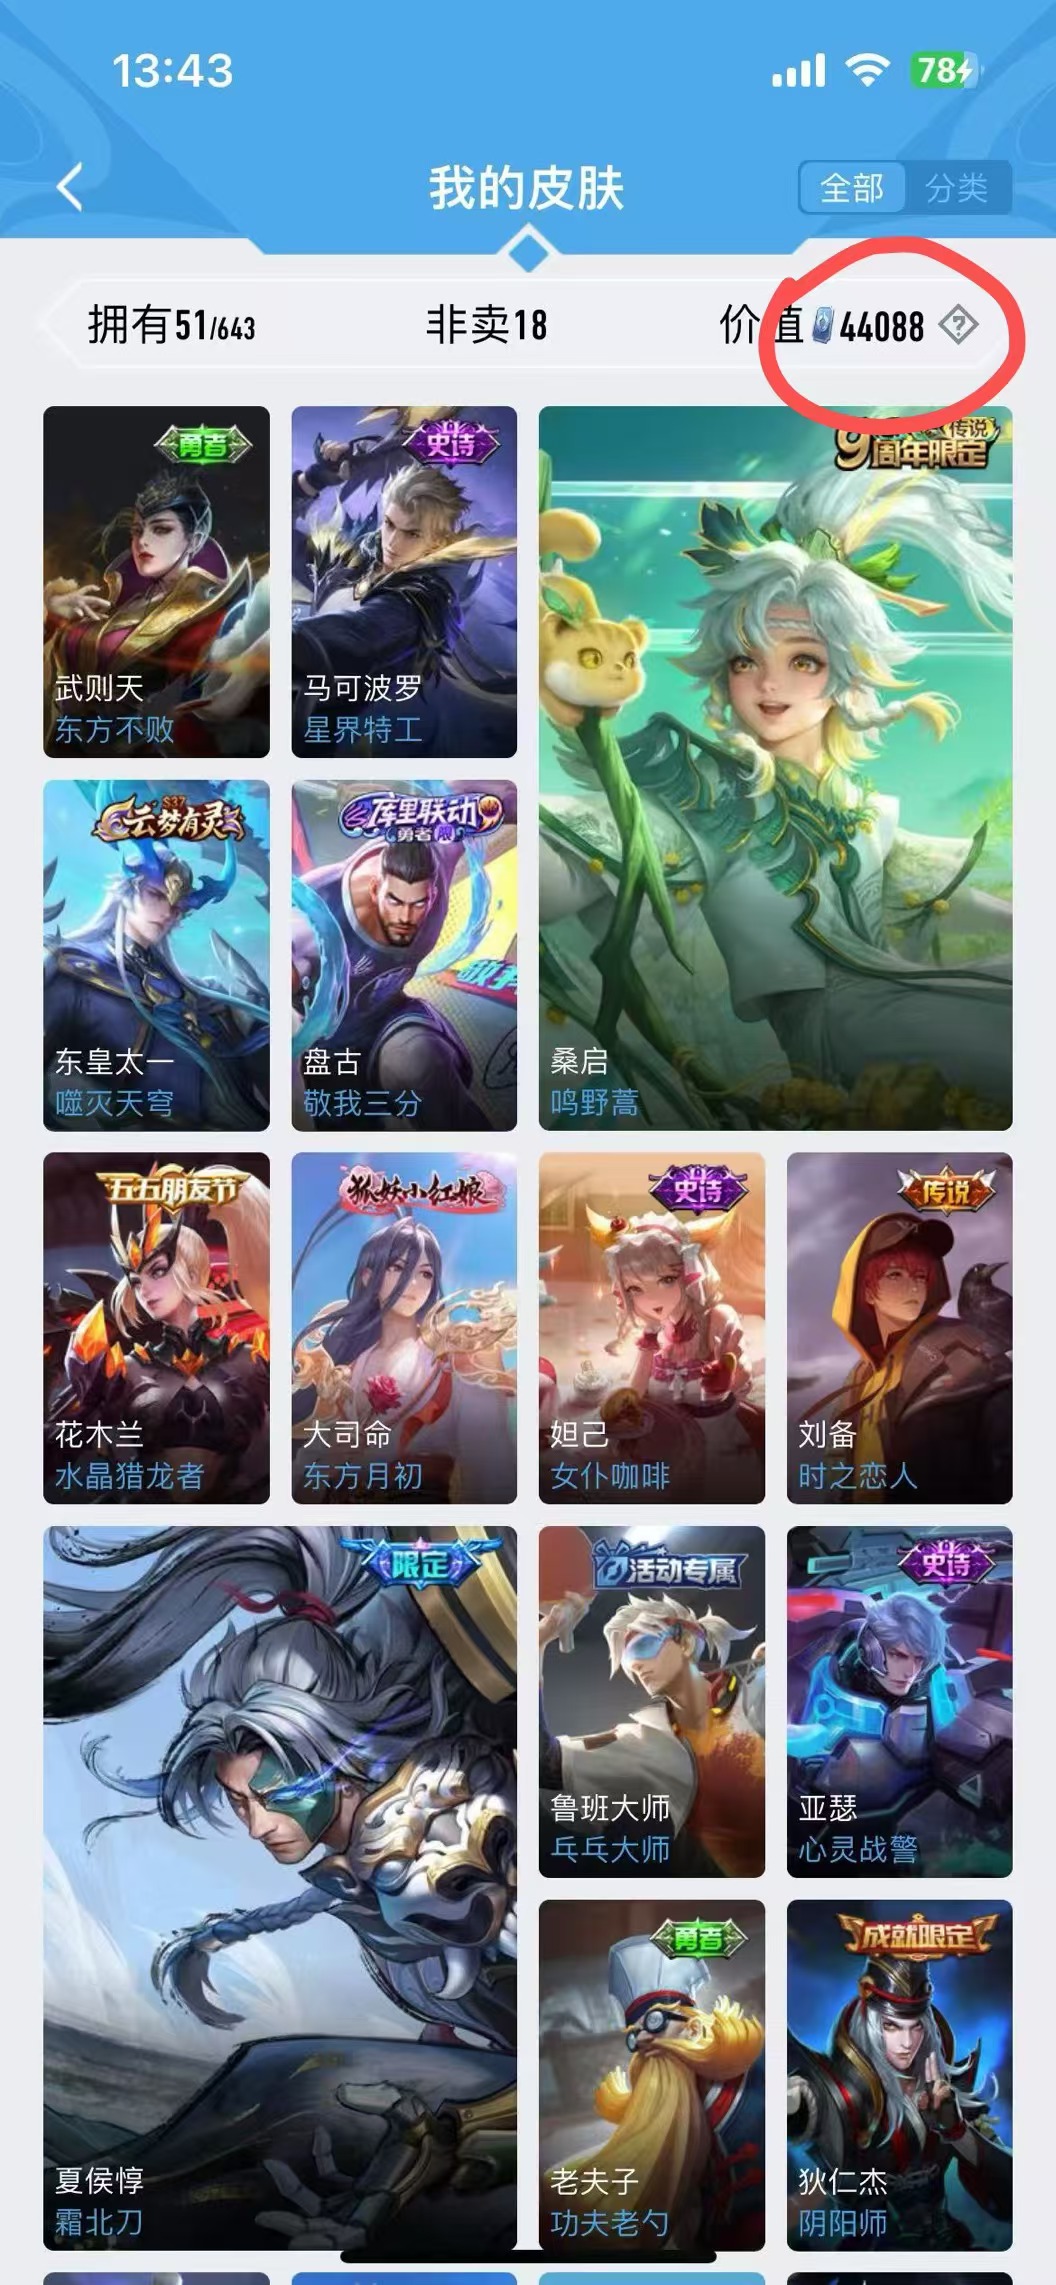 13:43
78
我的皮肤
全部
分类
拥有51/643
非卖18
价值44088
勇者
武则天
东方不败
史诗
马可波罗
星界特工
传说
9周年限定
桑启
鸣野蒿
S37
云梦有灵
东皇太一
噬灭天穹
库里联动
勇者 限
盘古
敬我三分
五五朋友节
花木兰
水晶猎龙者
狐妖小红娘
大司命
东方月初
史诗
妲己
女仆咖啡
传说
刘备
时之恋人
限定
夏侯惇
霜北刀
活动专属
鲁班大师
乓乓大师
史诗
亚瑟
心灵战警
勇者
老夫子
功夫老勺
成就限定
狄仁杰
阴阳师